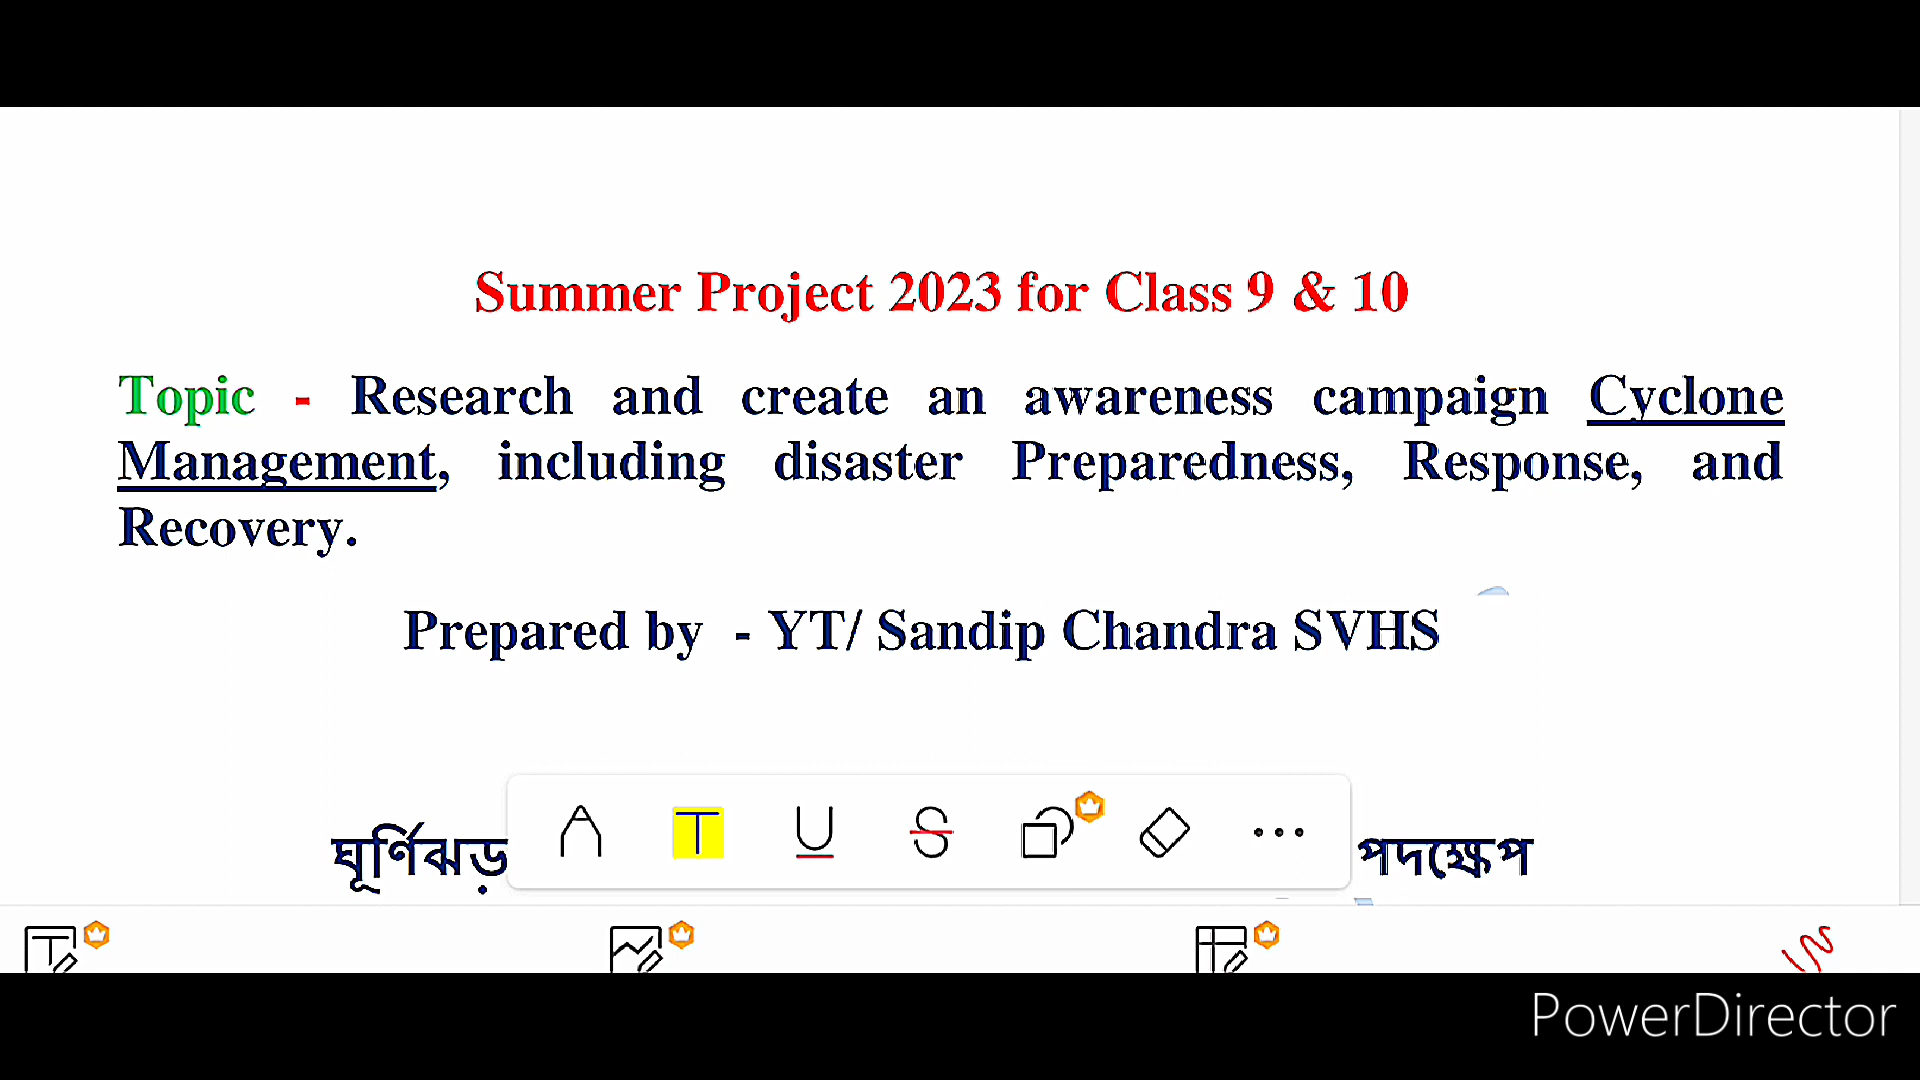 Summer Project 2023 for Class 9 & 10
Topic - Research and create an awareness campaign Cyclone
Management, including disaster Preparedness, Response, and
Recovery.
Prepared by - YT/ Sandip Chandra SVHS
ঘূর্ণিঝড় পদক্ষেপ
PowerDirector